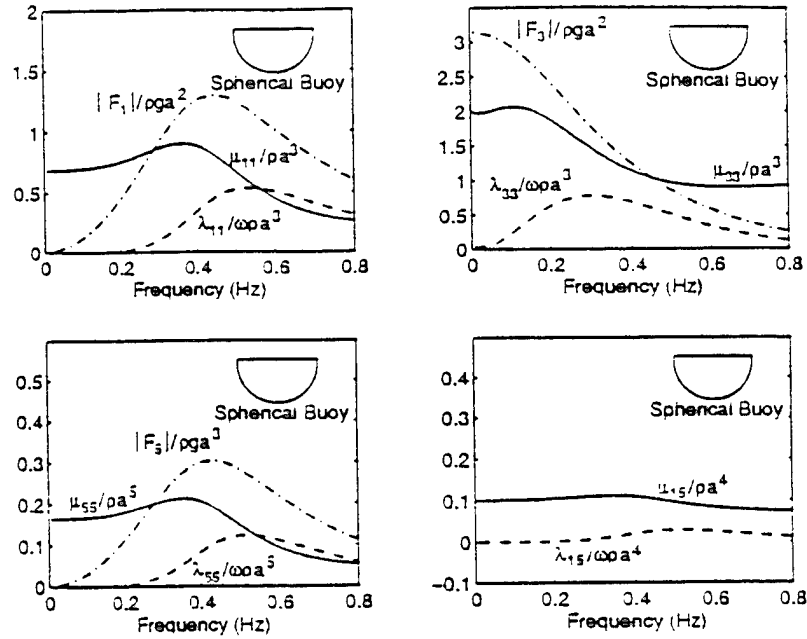 2
1.5
1
0.5
0
|F₁|/ρga²
Spherical Buoy
μ₁₁/ρa³
λ₁₁/ωρa³
0 0.2 0.4 0.6 0.8
Frequency (Hz)
3
2.5
2
1.5
1
0.5
0
|F₃|/ρga²
Spherical Buoy
μ₃₃/ρa³
λ₃₃/ωρa³
0 0.2 0.4 0.6 0.8
Frequency (Hz)
0.5
0.4
0.3
0.2
0.1
0
Spherical Buoy
|F₅|/ρga³
μ₅₅/ρa⁵
λ₅₅/ωρa⁵
0 0.2 0.4 0.6 0.8
Frequency (Hz)
0.4
0.3
0.2
0.1
0
-0.1
Spherical Buoy
μ₁₅/ρa⁴
λ₁₅/ωρa⁴
0 0.2 0.4 0.6 0.8
Frequency (Hz)